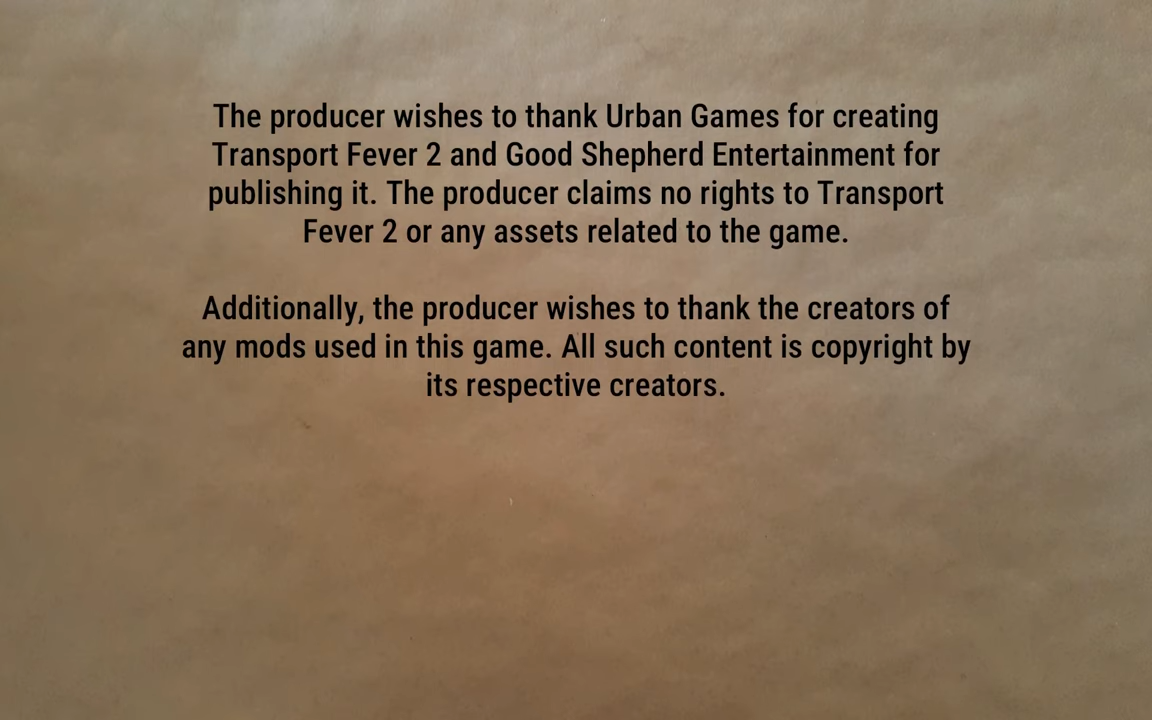 The producer wishes to thank Urban Games for creating
Transport Fever 2 and Good Shepherd Entertainment for
publishing it. The producer claims no rights to Transport
Fever 2 or any assets related to the game.
Additionally, the producer wishes to thank the creators of
any mods used in this game. All such content is copyright by
its respective creators.